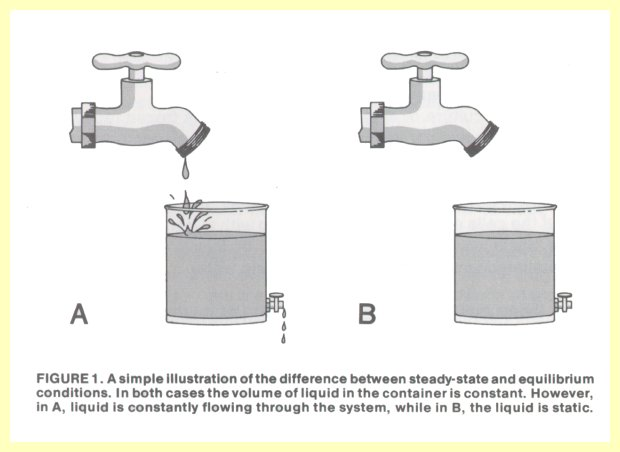 A
B
FIGURE 1. A simple illustration of the difference between steady-state and equilibrium
conditions. In both cases the volume of liquid in the container is constant. However,
in A, liquid is constantly flowing through the system, while in B, the liquid is static.